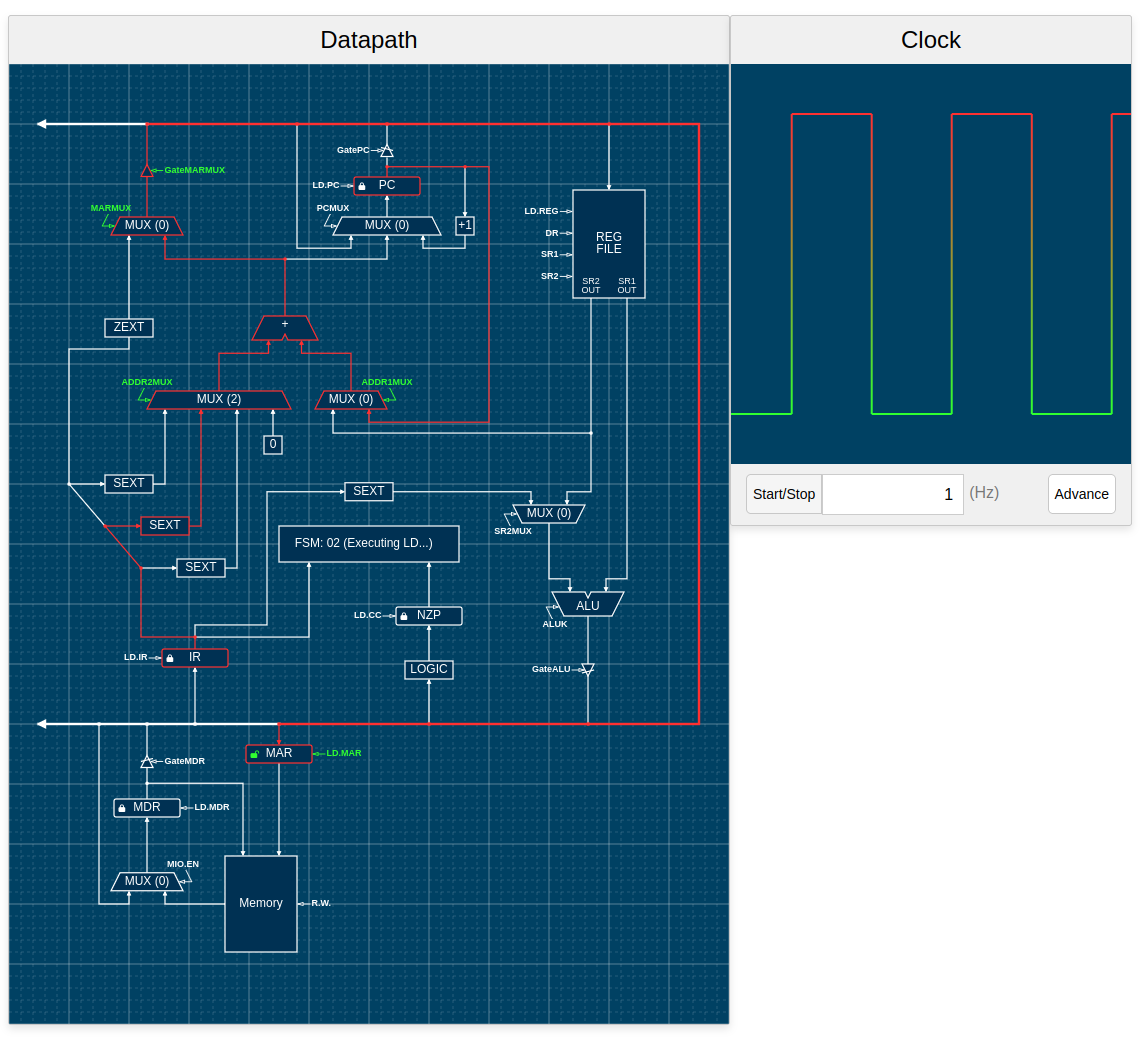 Datapath
Clock
GatePC
GateMARMUX
LD.PC
PC
MARMUX
PCMUX
MUX (0)
MUX (0)
+1
LD.REG
DR
SR1
SR2
REG
FILE
SR2
OUT
SR1
OUT
ZEXT
+
ADDR2MUX
ADDR1MUX
MUX (2)
MUX (0)
0
SEXT
SEXT
SEXT
SEXT
MUX (0)
SR2MUX
FSM: 02 (Executing LD...)
ALU
ALUK
LD.CC
NZP
LD.IR
IR
LOGIC
GateALU
MAR
LD.MAR
GateMDR
MDR
LD.MDR
MIO.EN
MUX (0)
Memory
R.W.
Start/Stop
1
(Hz)
Advance